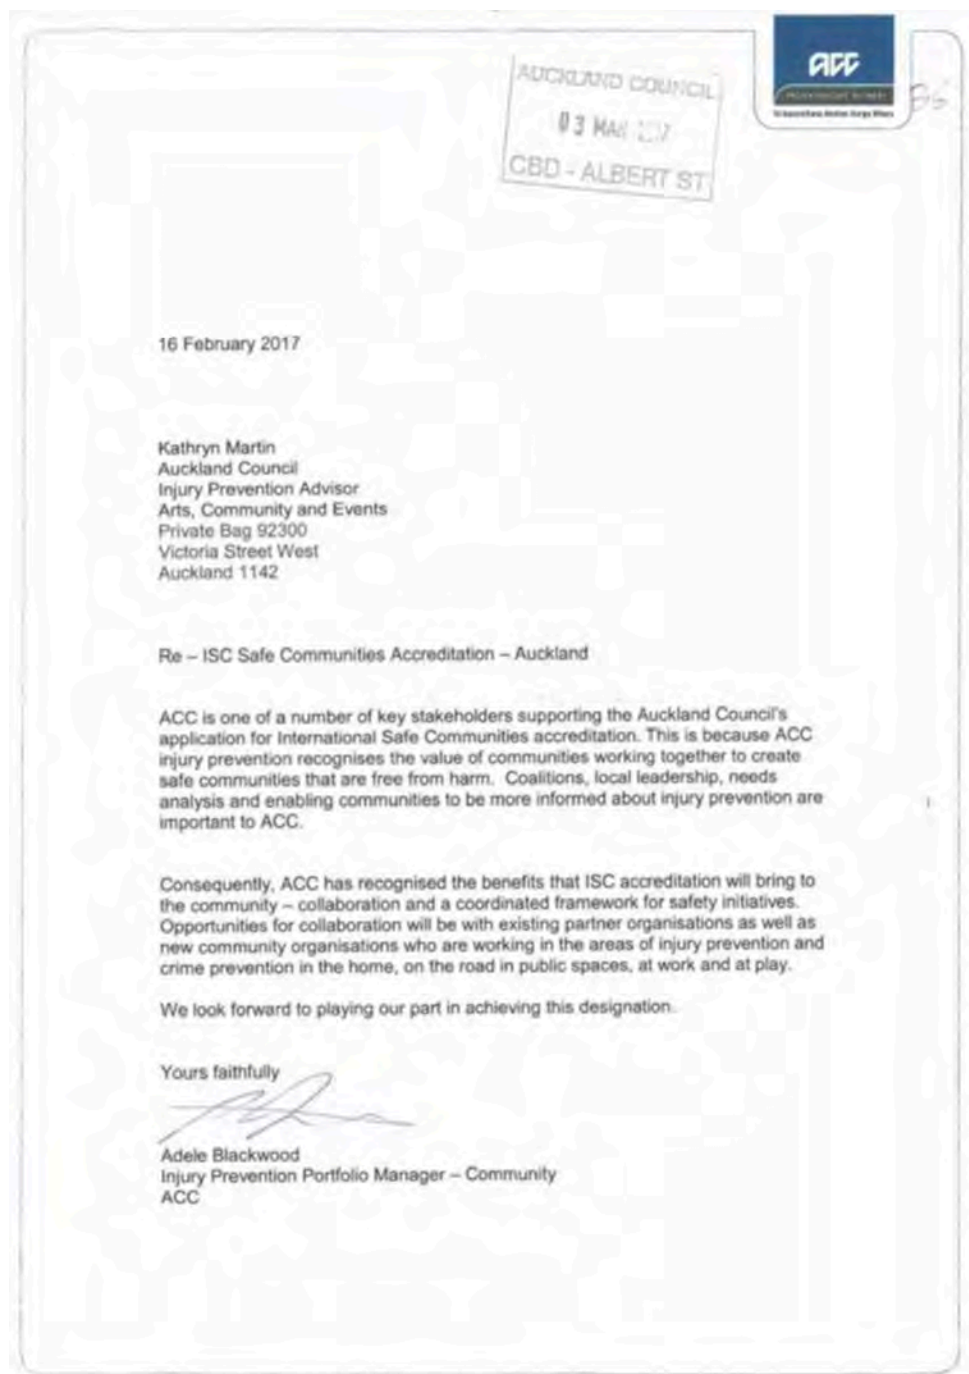 AUCKLAND COUNCIL
03 MAR
CBD - ALBERT ST
ACC
16 February 2017
Kathryn Martin
Auckland Council
Injury Prevention Advisor
Arts, Community and Events
Private Bag 92300
Victoria Street West
Auckland 1142
Re – ISC Safe Communities Accreditation – Auckland
ACC is one of a number of key stakeholders supporting the Auckland Council's
application for International Safe Communities accreditation. This is because ACC
injury prevention recognises the value of communities working together to create
safe communities that are free from harm. Coalitions, local leadership, needs
analysis and enabling communities to be more informed about injury prevention are
important to ACC.
Consequently, ACC has recognised the benefits that ISC accreditation will bring to
the community – collaboration and a coordinated framework for safety initiatives.
Opportunities for collaboration will be with existing partner organisations as well as
new community organisations who are working in the areas of injury prevention and
crime prevention in the home, on the road in public spaces, at work and at play.
We look forward to playing our part in achieving this designation.
Yours faithfully
Adele Blackwood
Injury Prevention Portfolio Manager – Community
ACC